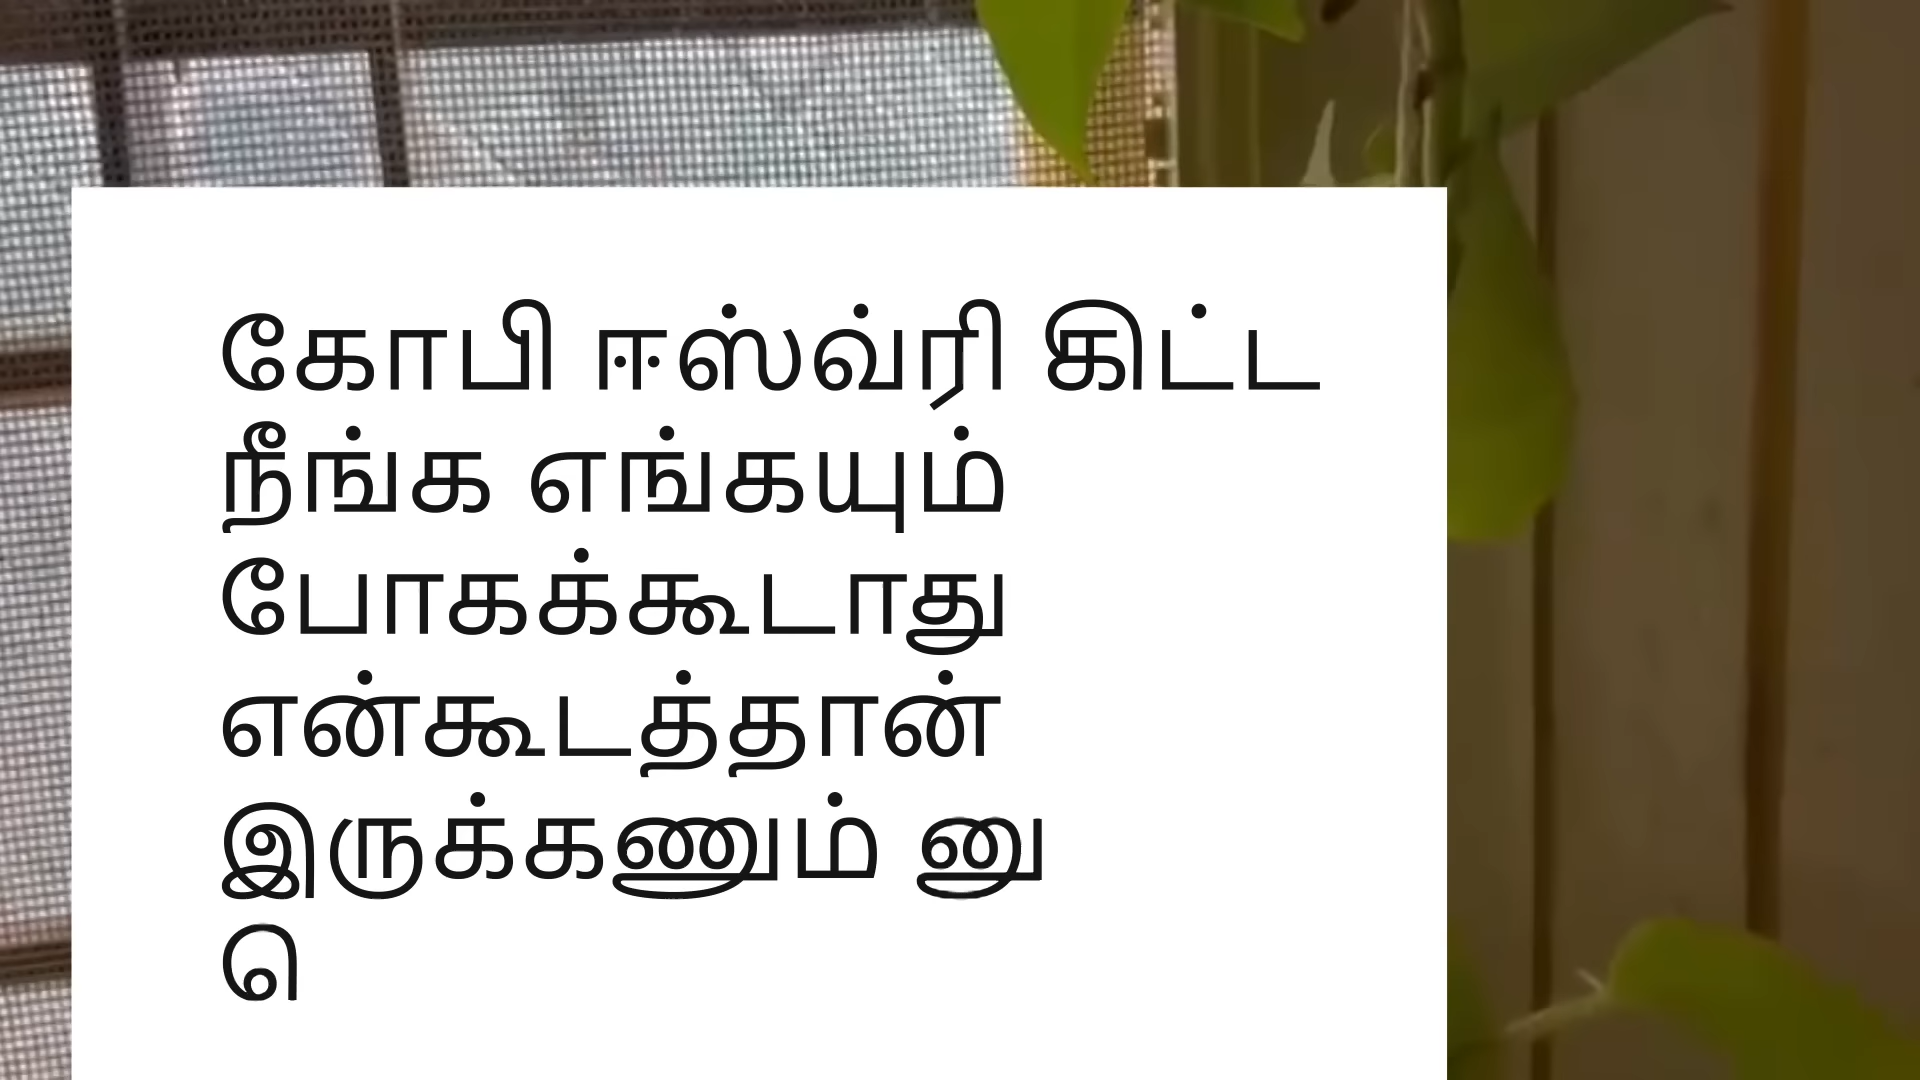 கோபி ஈஸ்வ்ரி கிட்ட
நீங்க எங்கயும்
போகக்கூடாது
என்கூடத்தான்
இருக்கணும் னு
ெ